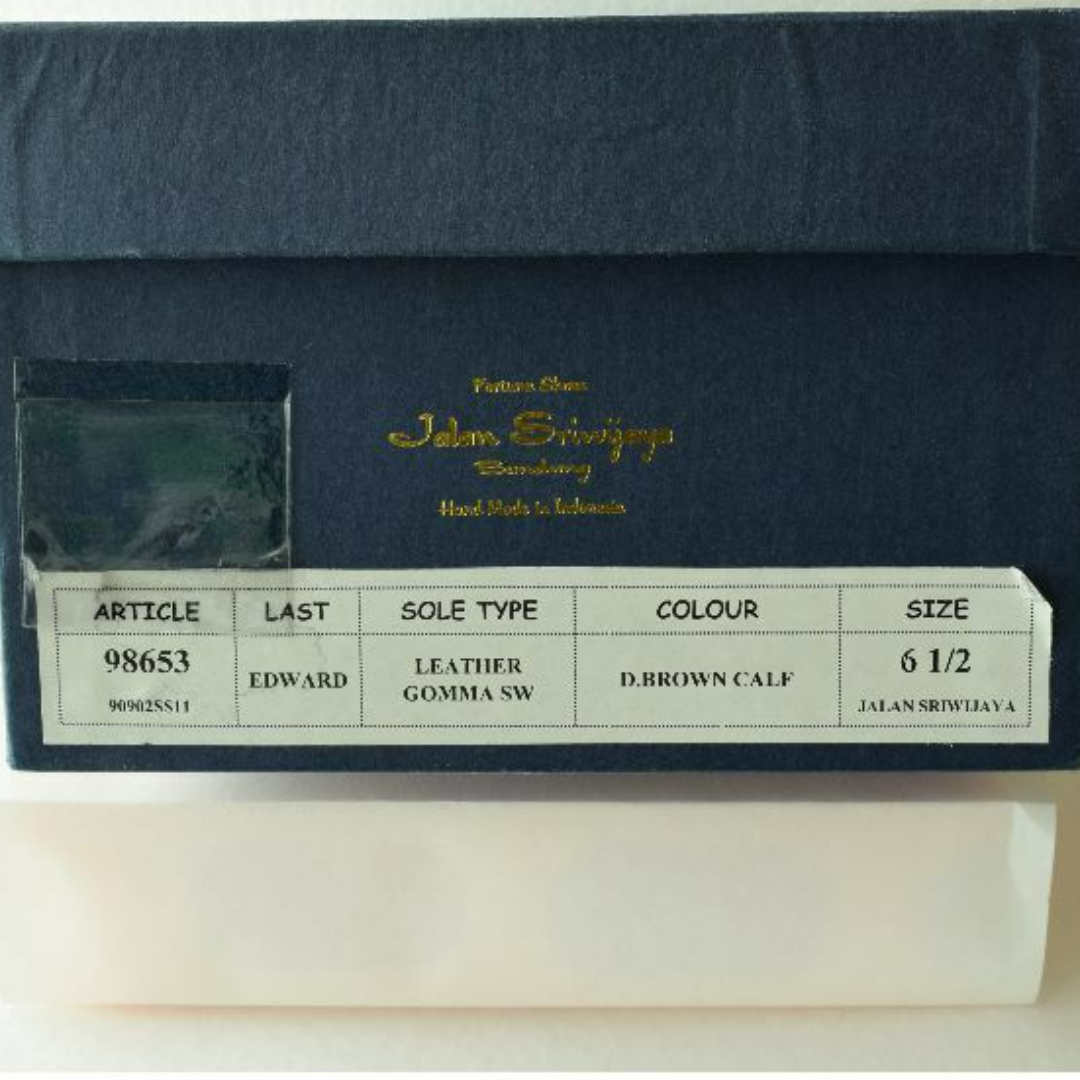 Fortune Shoes
Jalan Sriwijaya
Bandung
Hand Made in Indonesia
ARTICLE LAST SOLE TYPE COLOUR SIZE
98653 EDWARD LEATHER D.BROWN CALF 6 1/2
90902SS11 GOMMA SW JALAN SRIWIJAYA